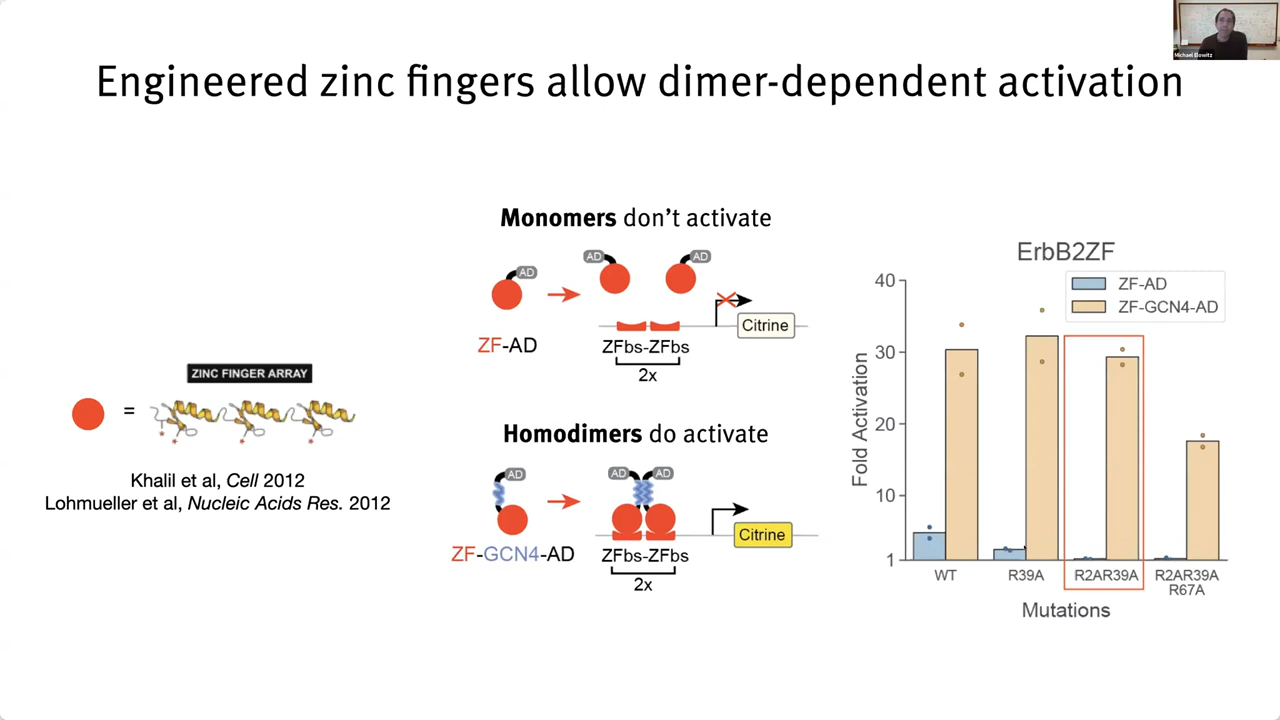 Michael Elowitz
Engineered zinc fingers allow dimer-dependent activation
ZINC FINGER ARRAY
=
Khalil et al, Cell 2012
Lohmueller et al, Nucleic Acids Res. 2012
Monomers don't activate
AD
ZF-AD
AD
AD
Citrine
ZFbs-ZFbs
2x
Homodimers do activate
AD
ZF-GCN4-AD
AD AD
Citrine
ZFbs-ZFbs
2x
ErbB2ZF
ZF-AD
ZF-GCN4-AD
Fold Activation
40
30
20
10
1
WT
R39A
R2AR39A
R2AR39A
R67A
Mutations